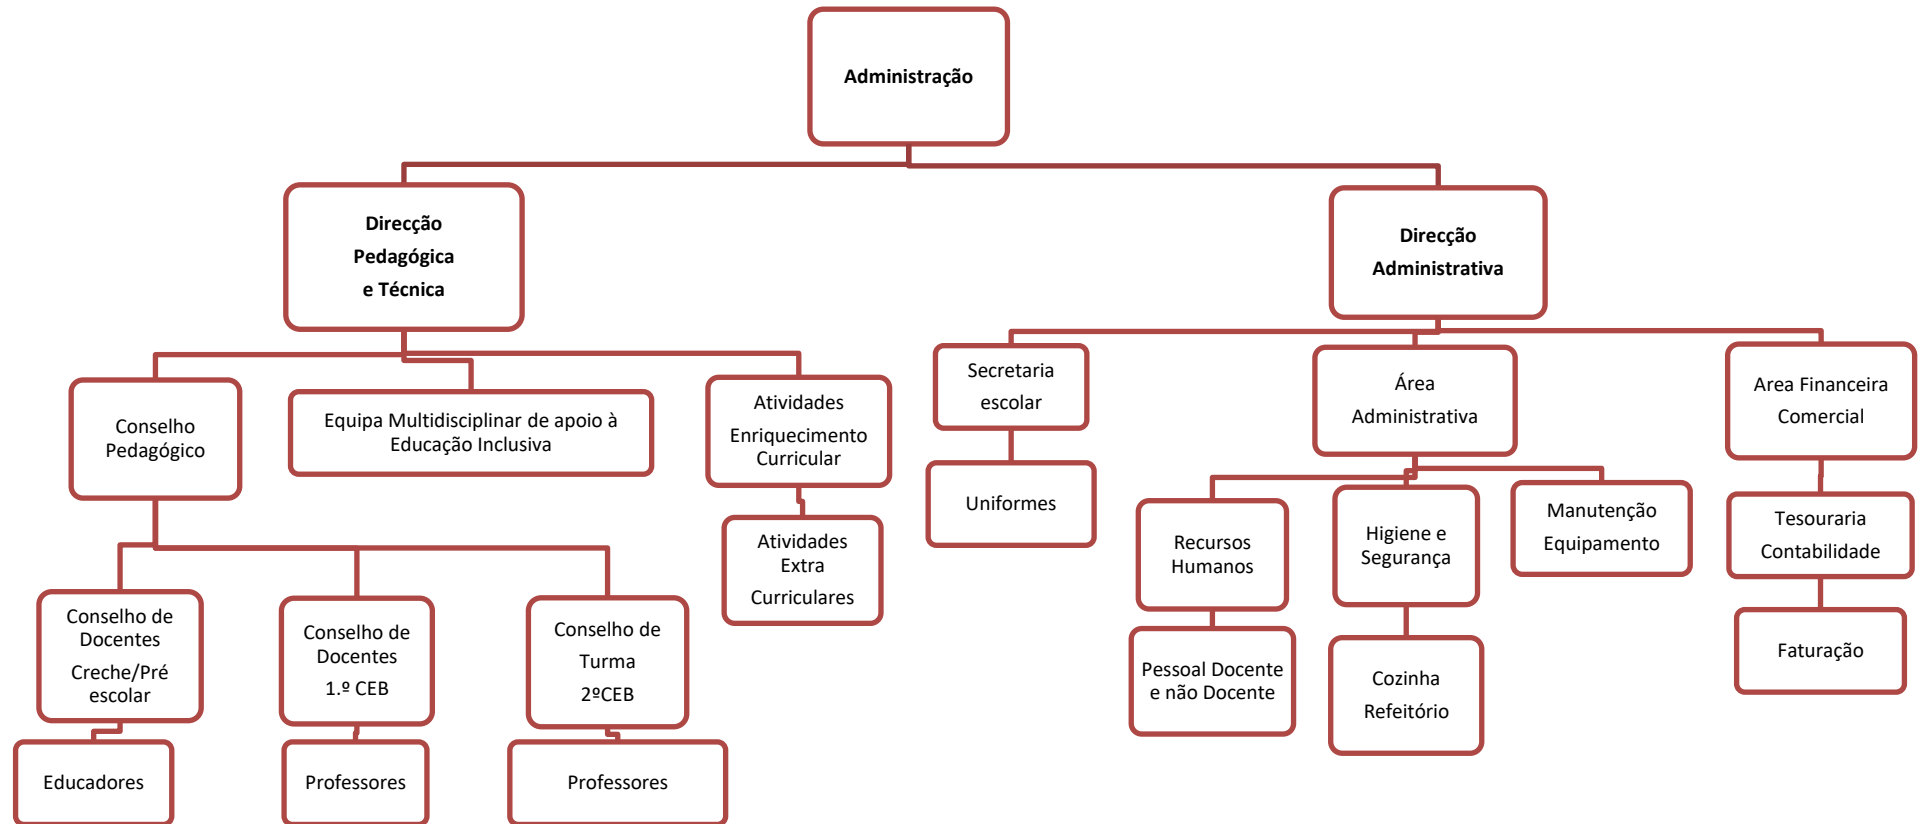 Administração
Direcção
Pedagógica
e Técnica
Direcção
Administrativa
Conselho
Pedagógico
Equipa Multidisciplinar de apoio à
Educação Inclusiva
Atividades
Enriquecimento
Curricular
Secretaria
escolar
Área
Administrativa
Area Financeira
Comercial
Atividades
Extra
Curriculares
Uniformes
Recursos
Humanos
Higiene e
Segurança
Manutenção
Equipamento
Tesouraria
Contabilidade
Conselho de
Docentes
Creche/Pré
escolar
Conselho de
Docentes
1.º CEB
Conselho de
Turma
2ºCEB
Pessoal Docente
e não Docente
Cozinha
Refeitório
Faturação
Educadores
Professores
Professores